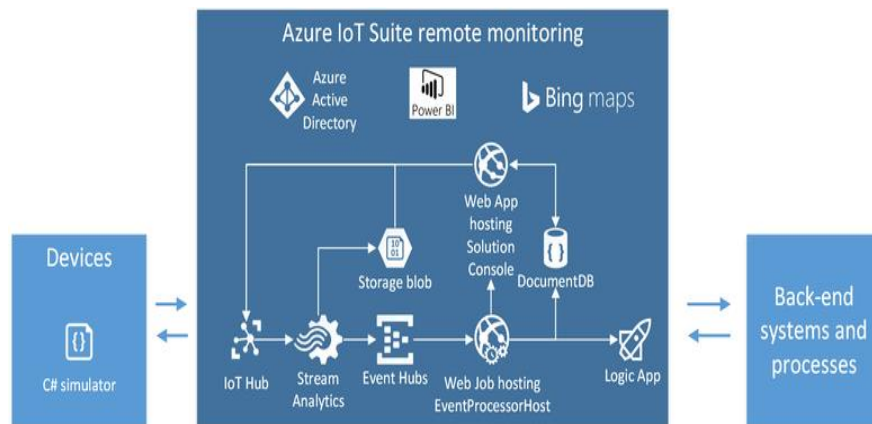 Azure IoT Suite remote monitoring
Azure
Active
Directory
Power BI
Bing maps
Web App
hosting
Solution
Console
10
01
Storage blob
{ }
DocumentDB
Devices
{ }
C# simulator
IoT Hub
Stream
Analytics
Event Hubs
Web Job hosting
EventProcessorHost
Logic App
Back-end
systems and
processes